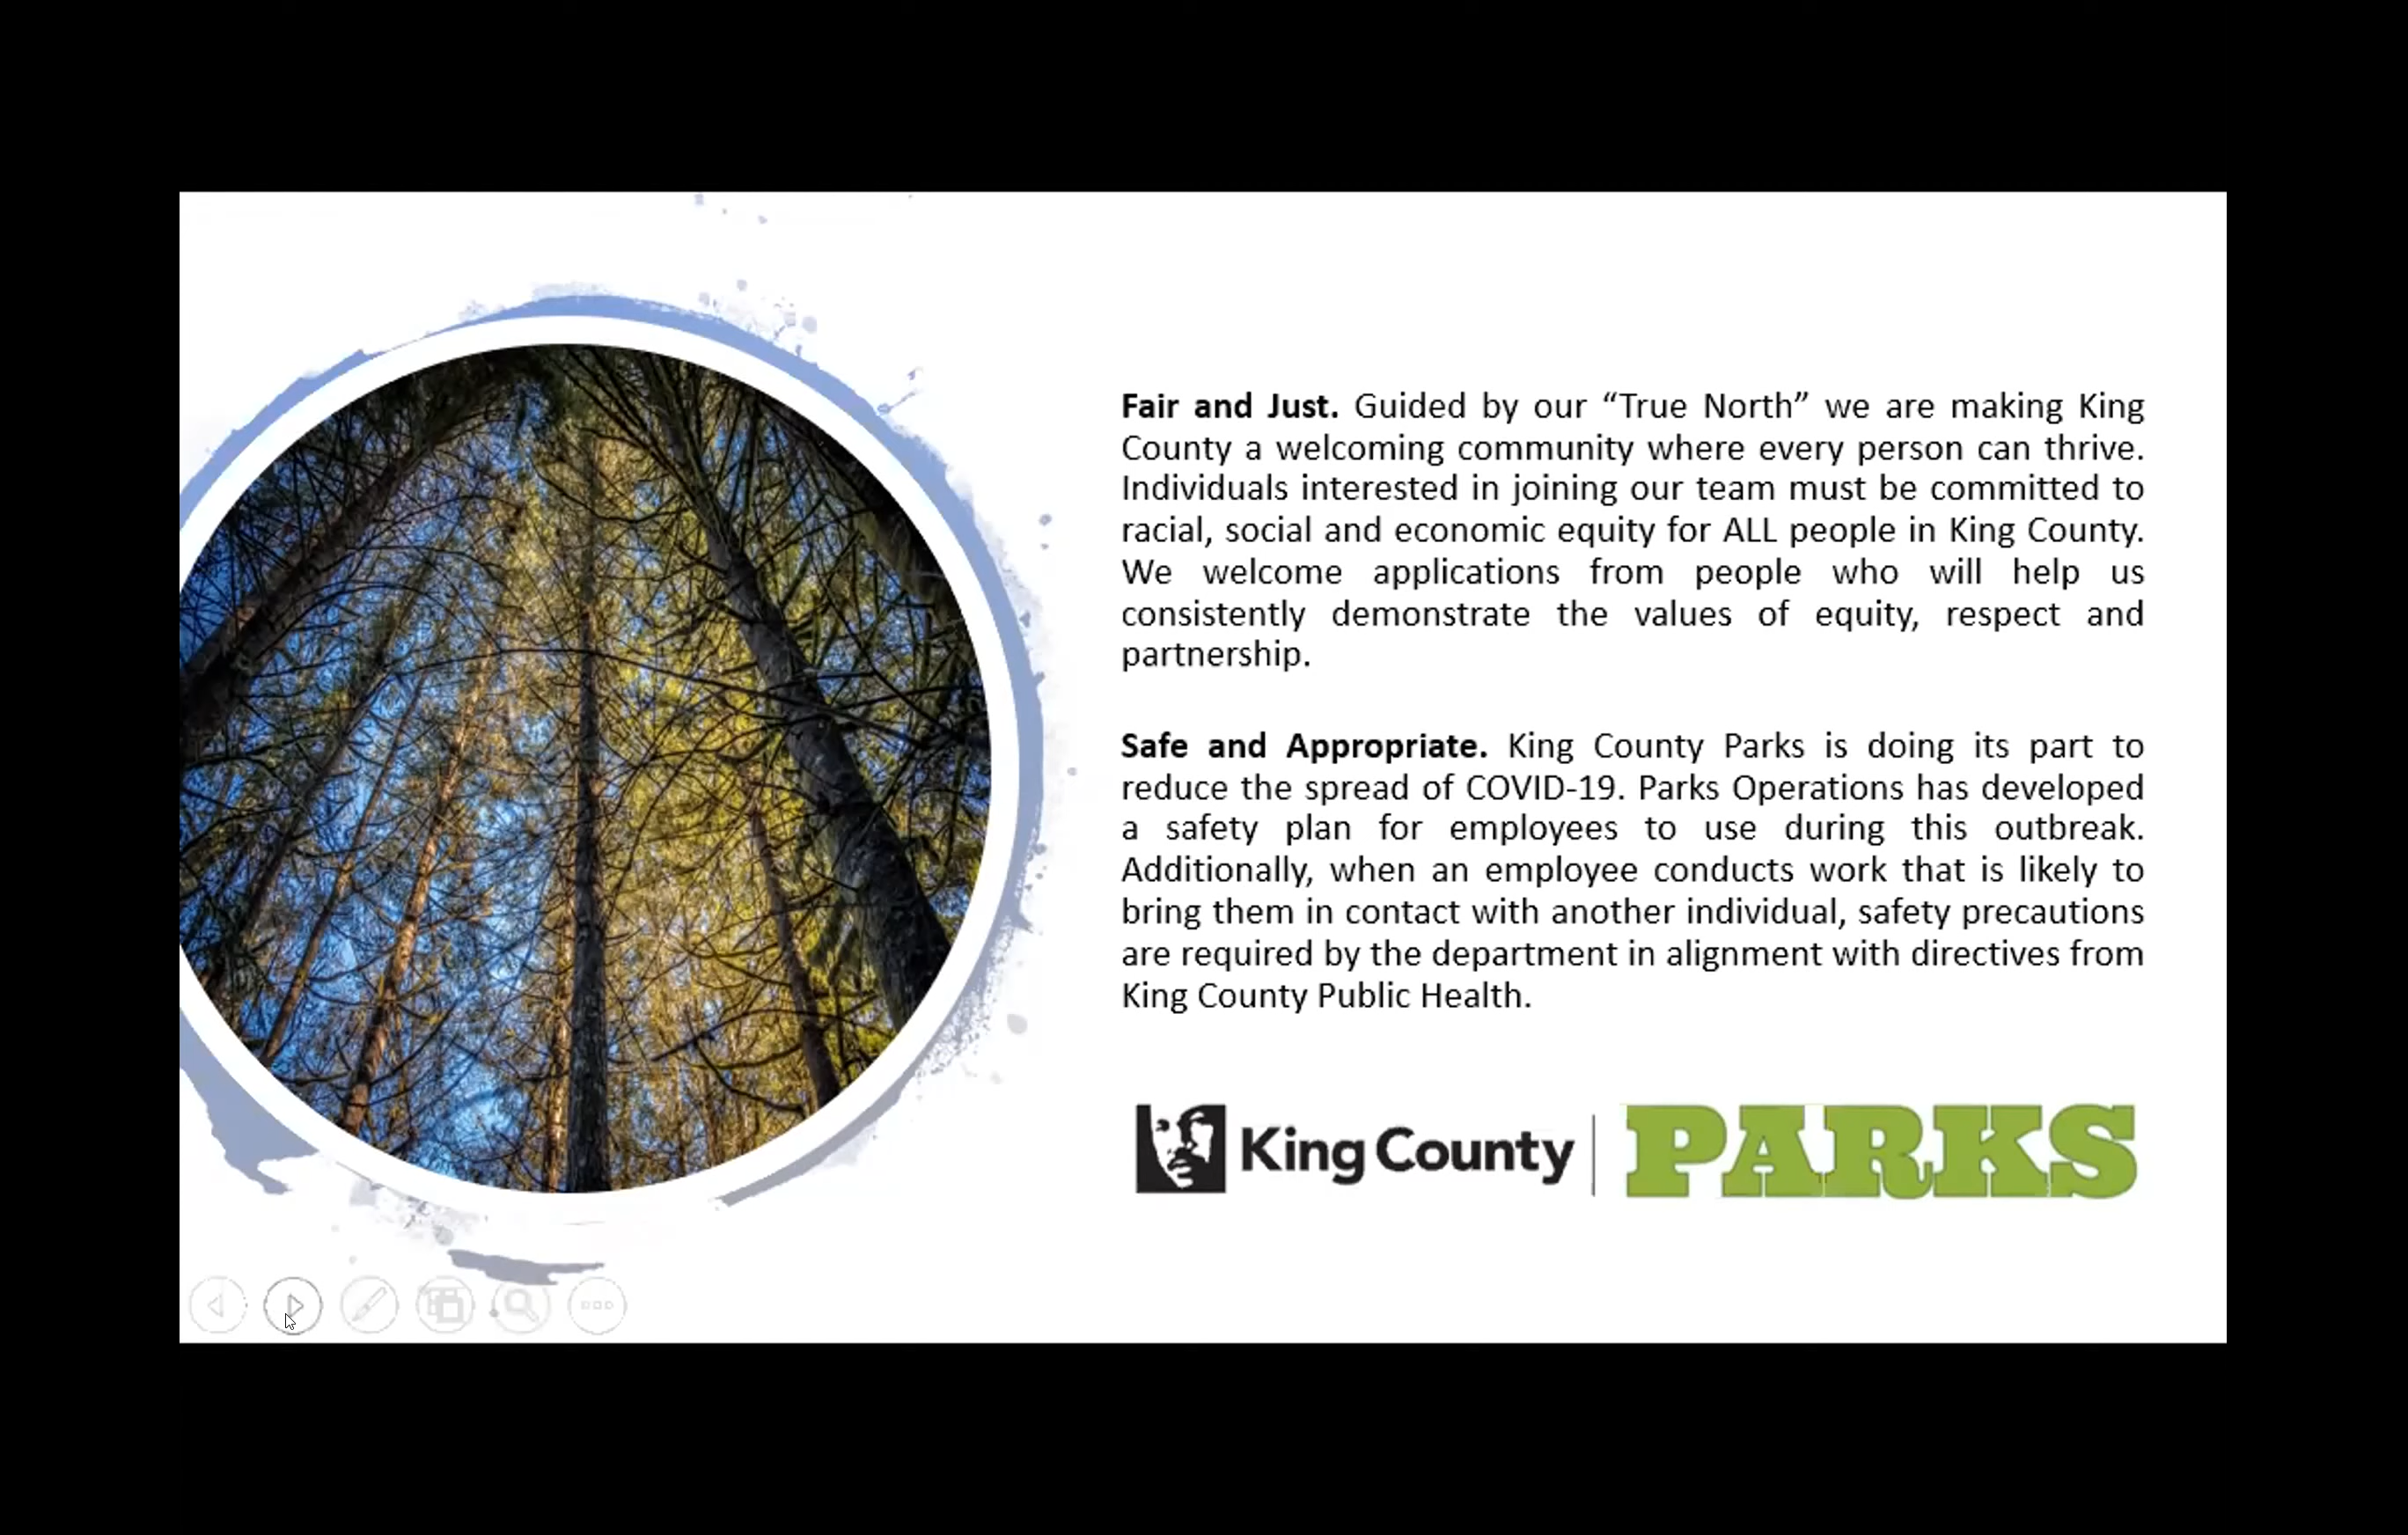 Fair and Just. Guided by our “True North” we are making King
County a welcoming community where every person can thrive.
Individuals interested in joining our team must be committed to
racial, social and economic equity for ALL people in King County.
We welcome applications from people who will help us
consistently demonstrate the values of equity, respect and
partnership.
Safe and Appropriate. King County Parks is doing its part to
reduce the spread of COVID-19. Parks Operations has developed
a safety plan for employees to use during this outbreak.
Additionally, when an employee conducts work that is likely to
bring them in contact with another individual, safety precautions
are required by the department in alignment with directives from
King County Public Health.
King County PARKS